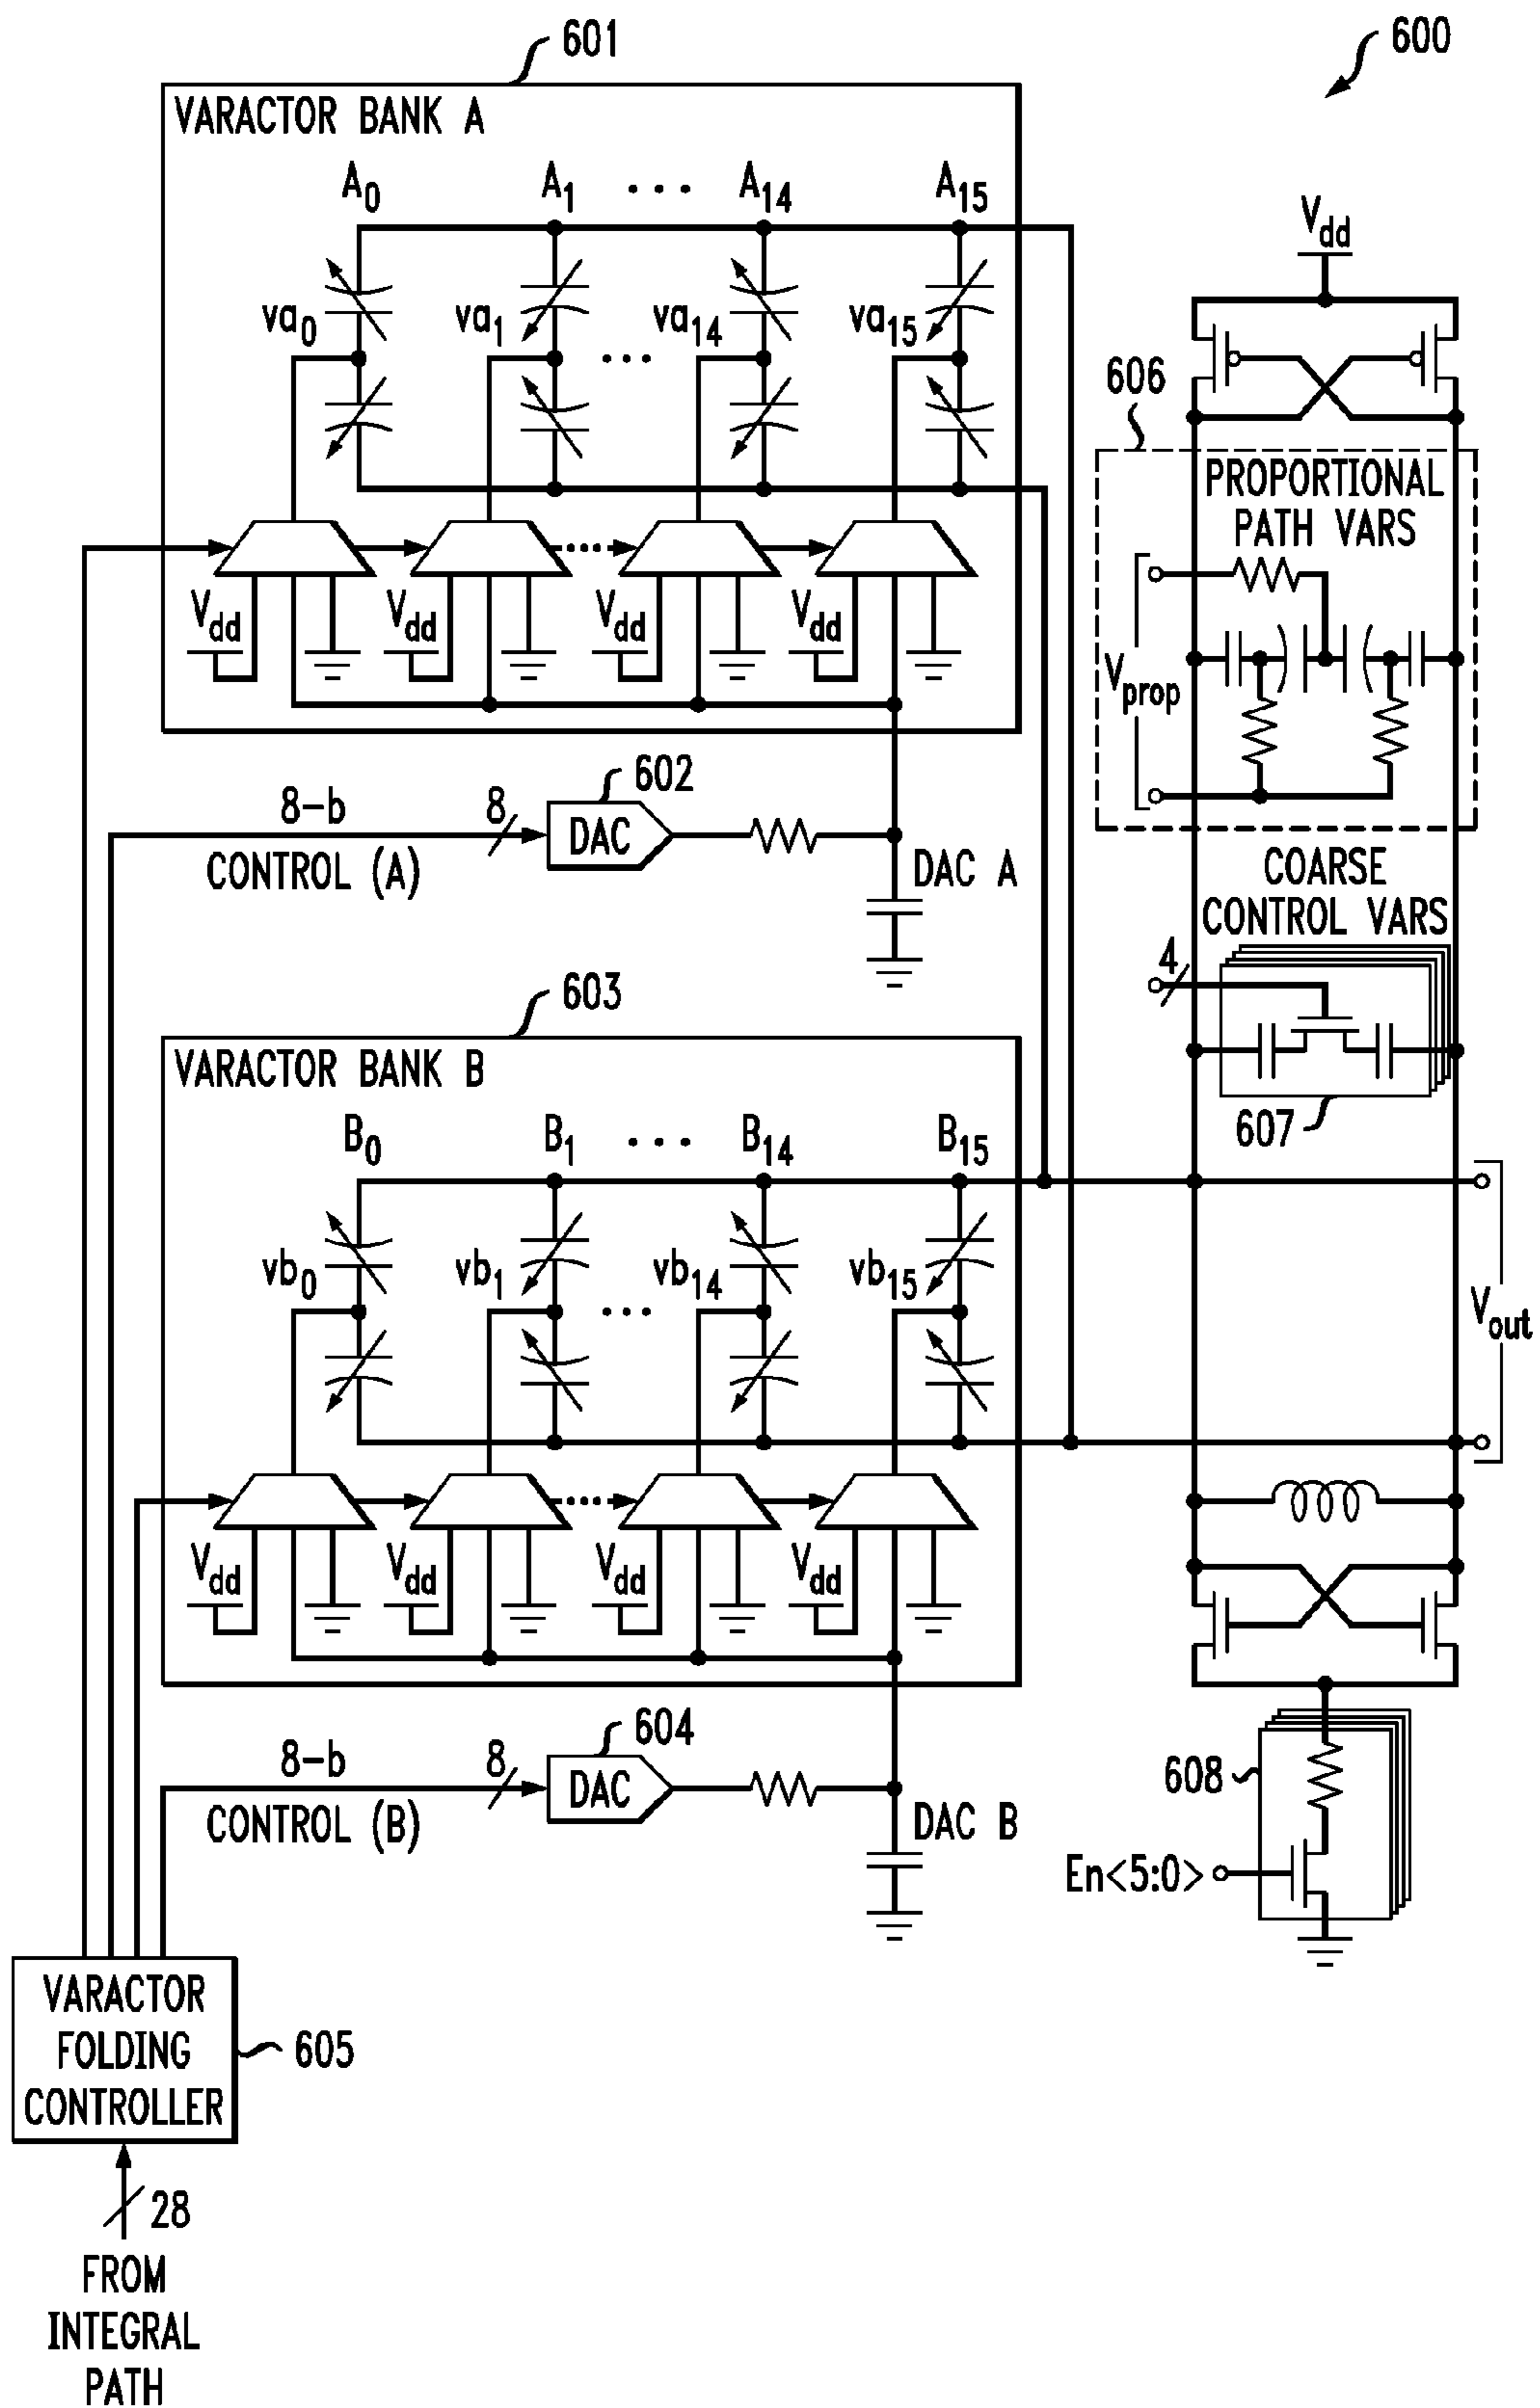 601
600
VARACTOR BANK A
A0 A1 ... A14 A15
Vdd
va0 va1 va14 va15
...
606
PROPORTIONAL
PATH VARS
Vdd Vdd Vdd Vdd
Vprop
602
8-b
8
DAC
CONTROL (A)
DAC A
COARSE
CONTROL VARS
4
603
607
VARACTOR BANK B
B0 B1 ... B14 B15
vb0 vb1 vb14 vb15
...
Vout
Vdd Vdd Vdd Vdd
604
8-b
8
DAC
CONTROL (B)
DAC B
608
En<5:0>
VARACTOR
FOLDING
CONTROLLER
605
28
FROM
INTEGRAL
PATH